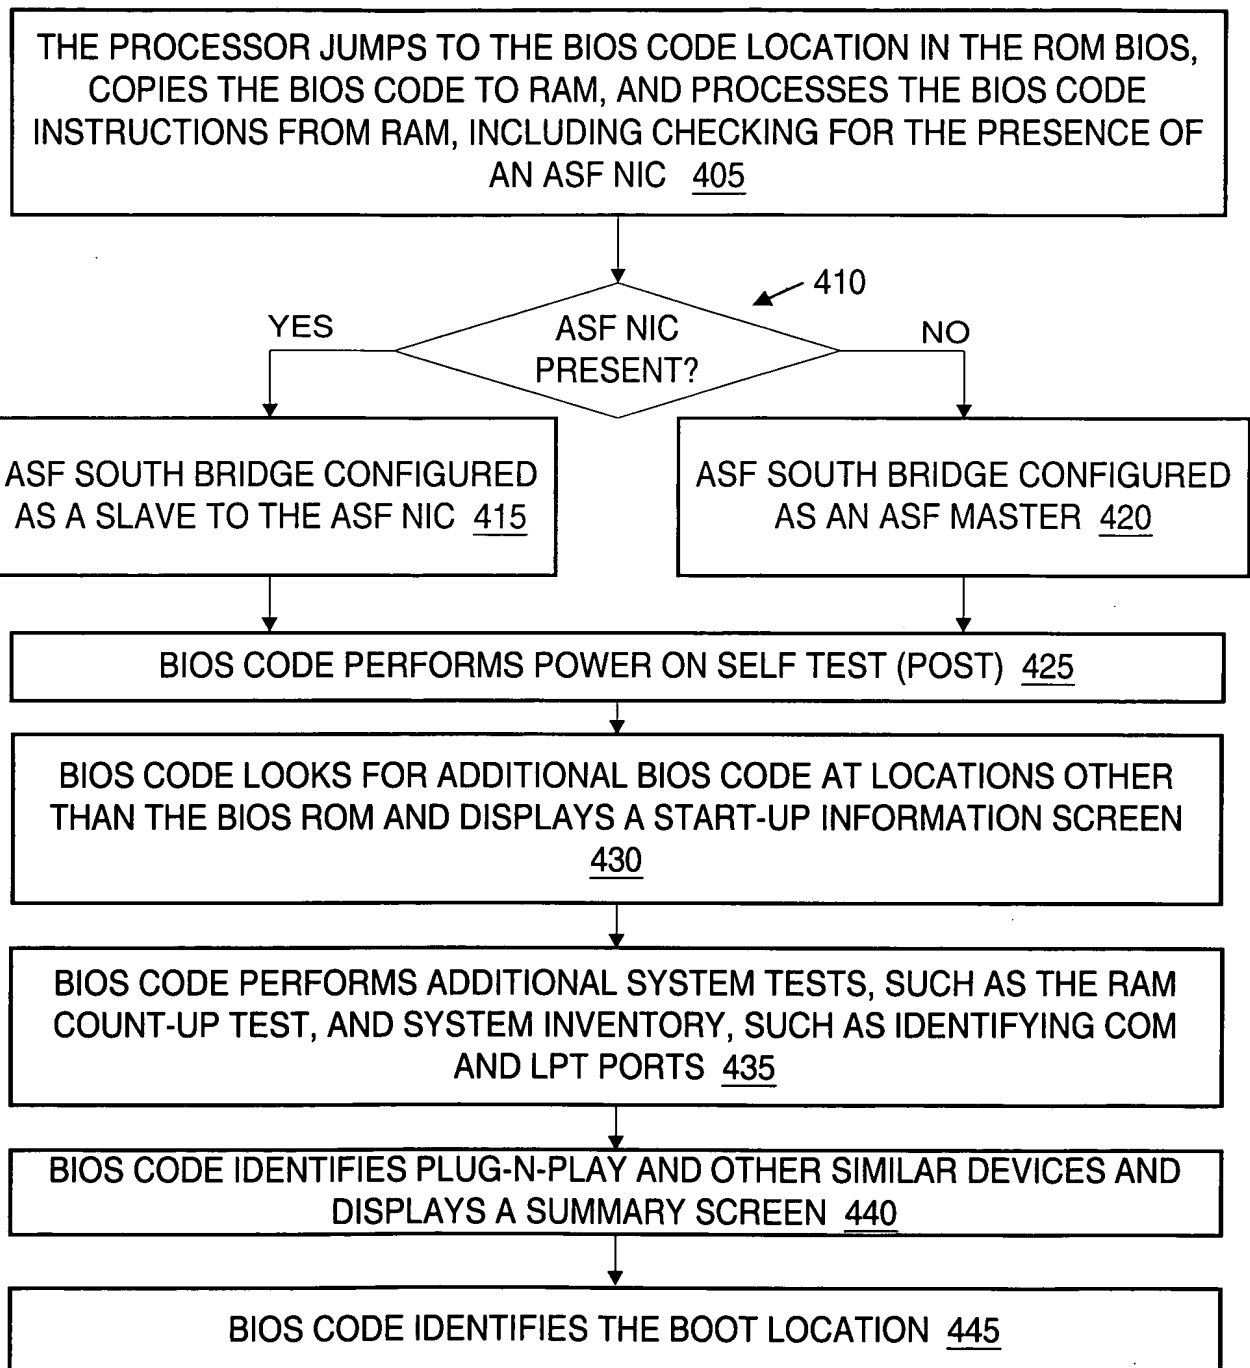 THE PROCESSOR JUMPS TO THE BIOS CODE LOCATION IN THE ROM BIOS,
COPIES THE BIOS CODE TO RAM, AND PROCESSES THE BIOS CODE
INSTRUCTIONS FROM RAM, INCLUDING CHECKING FOR THE PRESENCE OF
AN ASF NIC 405
410
YES
ASF NIC
PRESENT?
NO
ASF SOUTH BRIDGE CONFIGURED
AS A SLAVE TO THE ASF NIC 415
ASF SOUTH BRIDGE CONFIGURED
AS AN ASF MASTER 420
BIOS CODE PERFORMS POWER ON SELF TEST (POST) 425
BIOS CODE LOOKS FOR ADDITIONAL BIOS CODE AT LOCATIONS OTHER
THAN THE BIOS ROM AND DISPLAYS A START-UP INFORMATION SCREEN
430
BIOS CODE PERFORMS ADDITIONAL SYSTEM TESTS, SUCH AS THE RAM
COUNT-UP TEST, AND SYSTEM INVENTORY, SUCH AS IDENTIFYING COM
AND LPT PORTS 435
BIOS CODE IDENTIFIES PLUG-N-PLAY AND OTHER SIMILAR DEVICES AND
DISPLAYS A SUMMARY SCREEN 440
BIOS CODE IDENTIFIES THE BOOT LOCATION 445